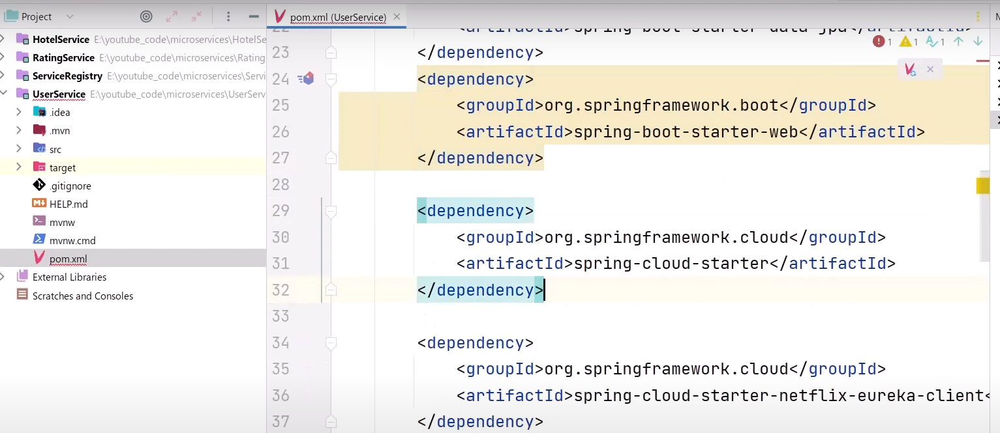 Project
pom.xml (UserService)
HotelService E:\youtube_code\microservices\HotelSe
RatingService E:\youtube_code\microservices\Rating
ServiceRegistry E:\youtube_code\microservices\Servi
UserService E:\youtube_code\microservices\UserServ
.idea
.mvn
src
target
.gitignore
HELP.md
mvnw
mvnw.cmd
pom.xml
External Libraries
Scratches and Consoles
1 1 1
22 <artifactId>spring-boot-starter-data-jpa</artifactId>
23 </dependency>
24 <dependency>
25 <groupId>org.springframework.boot</groupId>
26 <artifactId>spring-boot-starter-web</artifactId>
27 </dependency>
28
29 <dependency>
30 <groupId>org.springframework.cloud</groupId>
31 <artifactId>spring-cloud-starter</artifactId>
32 </dependency>
33
34 <dependency>
35 <groupId>org.springframework.cloud</groupId>
36 <artifactId>spring-cloud-starter-netflix-eureka-client<
37 </dependency>